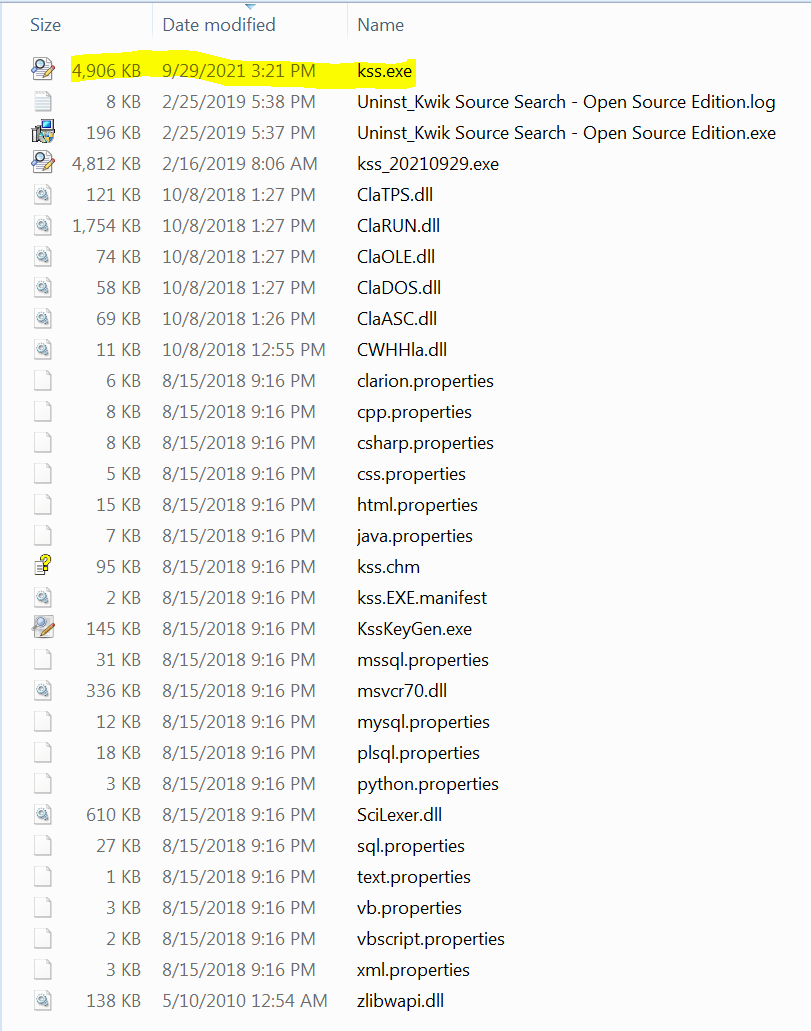 Size Date modified Name
4,906 KB 9/29/2021 3:21 PM kss.exe
8 KB 2/25/2019 5:38 PM Uninst_Kwik Source Search - Open Source Edition.log
196 KB 2/25/2019 5:37 PM Uninst_Kwik Source Search - Open Source Edition.exe
4,812 KB 2/16/2019 8:06 AM kss_20210929.exe
121 KB 10/8/2018 1:27 PM ClaTPS.dll
1,754 KB 10/8/2018 1:27 PM ClaRUN.dll
74 KB 10/8/2018 1:27 PM ClaOLE.dll
58 KB 10/8/2018 1:27 PM ClaDOS.dll
69 KB 10/8/2018 1:26 PM ClaASC.dll
11 KB 10/8/2018 12:55 PM CWHHla.dll
6 KB 8/15/2018 9:16 PM clarion.properties
8 KB 8/15/2018 9:16 PM cpp.properties
8 KB 8/15/2018 9:16 PM csharp.properties
5 KB 8/15/2018 9:16 PM css.properties
15 KB 8/15/2018 9:16 PM html.properties
7 KB 8/15/2018 9:16 PM java.properties
95 KB 8/15/2018 9:16 PM kss.chm
2 KB 8/15/2018 9:16 PM kss.EXE.manifest
145 KB 8/15/2018 9:16 PM KssKeyGen.exe
31 KB 8/15/2018 9:16 PM mssql.properties
336 KB 8/15/2018 9:16 PM msvcr70.dll
12 KB 8/15/2018 9:16 PM mysql.properties
18 KB 8/15/2018 9:16 PM plsql.properties
3 KB 8/15/2018 9:16 PM python.properties
610 KB 8/15/2018 9:16 PM SciLexer.dll
27 KB 8/15/2018 9:16 PM sql.properties
1 KB 8/15/2018 9:16 PM text.properties
3 KB 8/15/2018 9:16 PM vb.properties
2 KB 8/15/2018 9:16 PM vbscript.properties
3 KB 8/15/2018 9:16 PM xml.properties
138 KB 5/10/2010 12:54 AM zlibwapi.dll